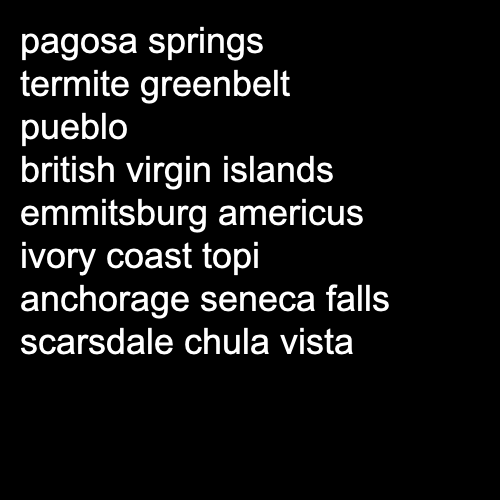 pagosa springs
termite greenbelt
pueblo
british virgin islands
emmitsburg americus
ivory coast topi
anchorage seneca falls
scarsdale chula vista